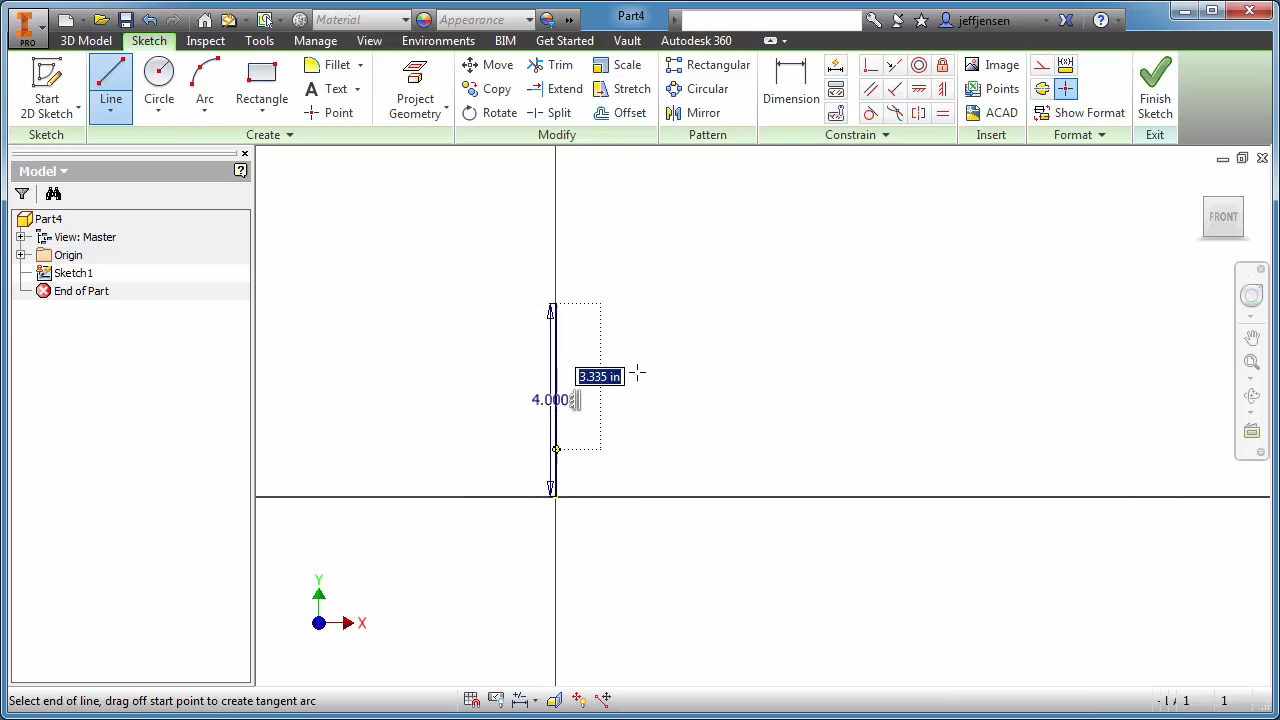 Material
Appearance
Part4
jeffjensen
PRO
3D Model
Sketch
Inspect
Tools
Manage
View
Environments
BIM
Get Started
Vault
Autodesk 360
Start
2D Sketch
Line
Circle
Arc
Rectangle
Fillet
Text
Point
Project
Geometry
Move
Copy
Rotate
Trim
Extend
Split
Scale
Stretch
Offset
Rectangular
Circular
Mirror
Dimension
Image
Points
ACAD
Show Format
Finish
Sketch
Sketch
Create
Modify
Pattern
Constrain
Insert
Format
Exit
Model
Part4
View: Master
Origin
Sketch1
End of Part
FRONT
3.335 in
4.000
Y
X
Select end of line, drag off start point to create tangent arc
1
1